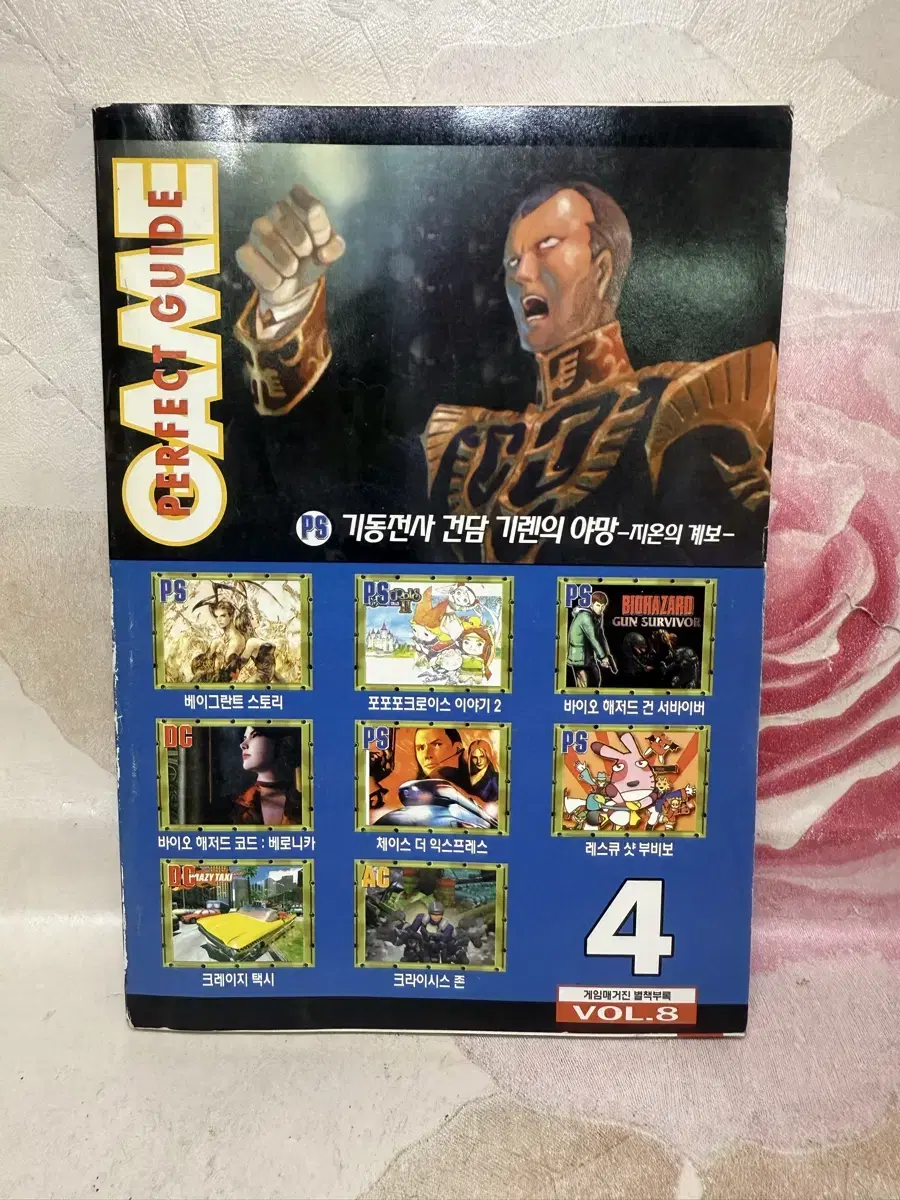 GAME
PERFECT GUIDE
PS 기동전사 건담 기렌의 야망-지온의 계보-
PS
베이그란트 스토리
PS
포포포크로이스 이야기 2
PS
BIOHAZARD
GUN SURVIVOR
바이오 해저드 건 서바이버
DC
바이오 해저드 코드 : 베로니카
PS
체이스 더 익스프레스
PS
레스큐 샷 부비보
DC
CRAZY TAXI
크레이지 택시
AC
크라이시스 존
4
게임매거진 별책부록
VOL.8